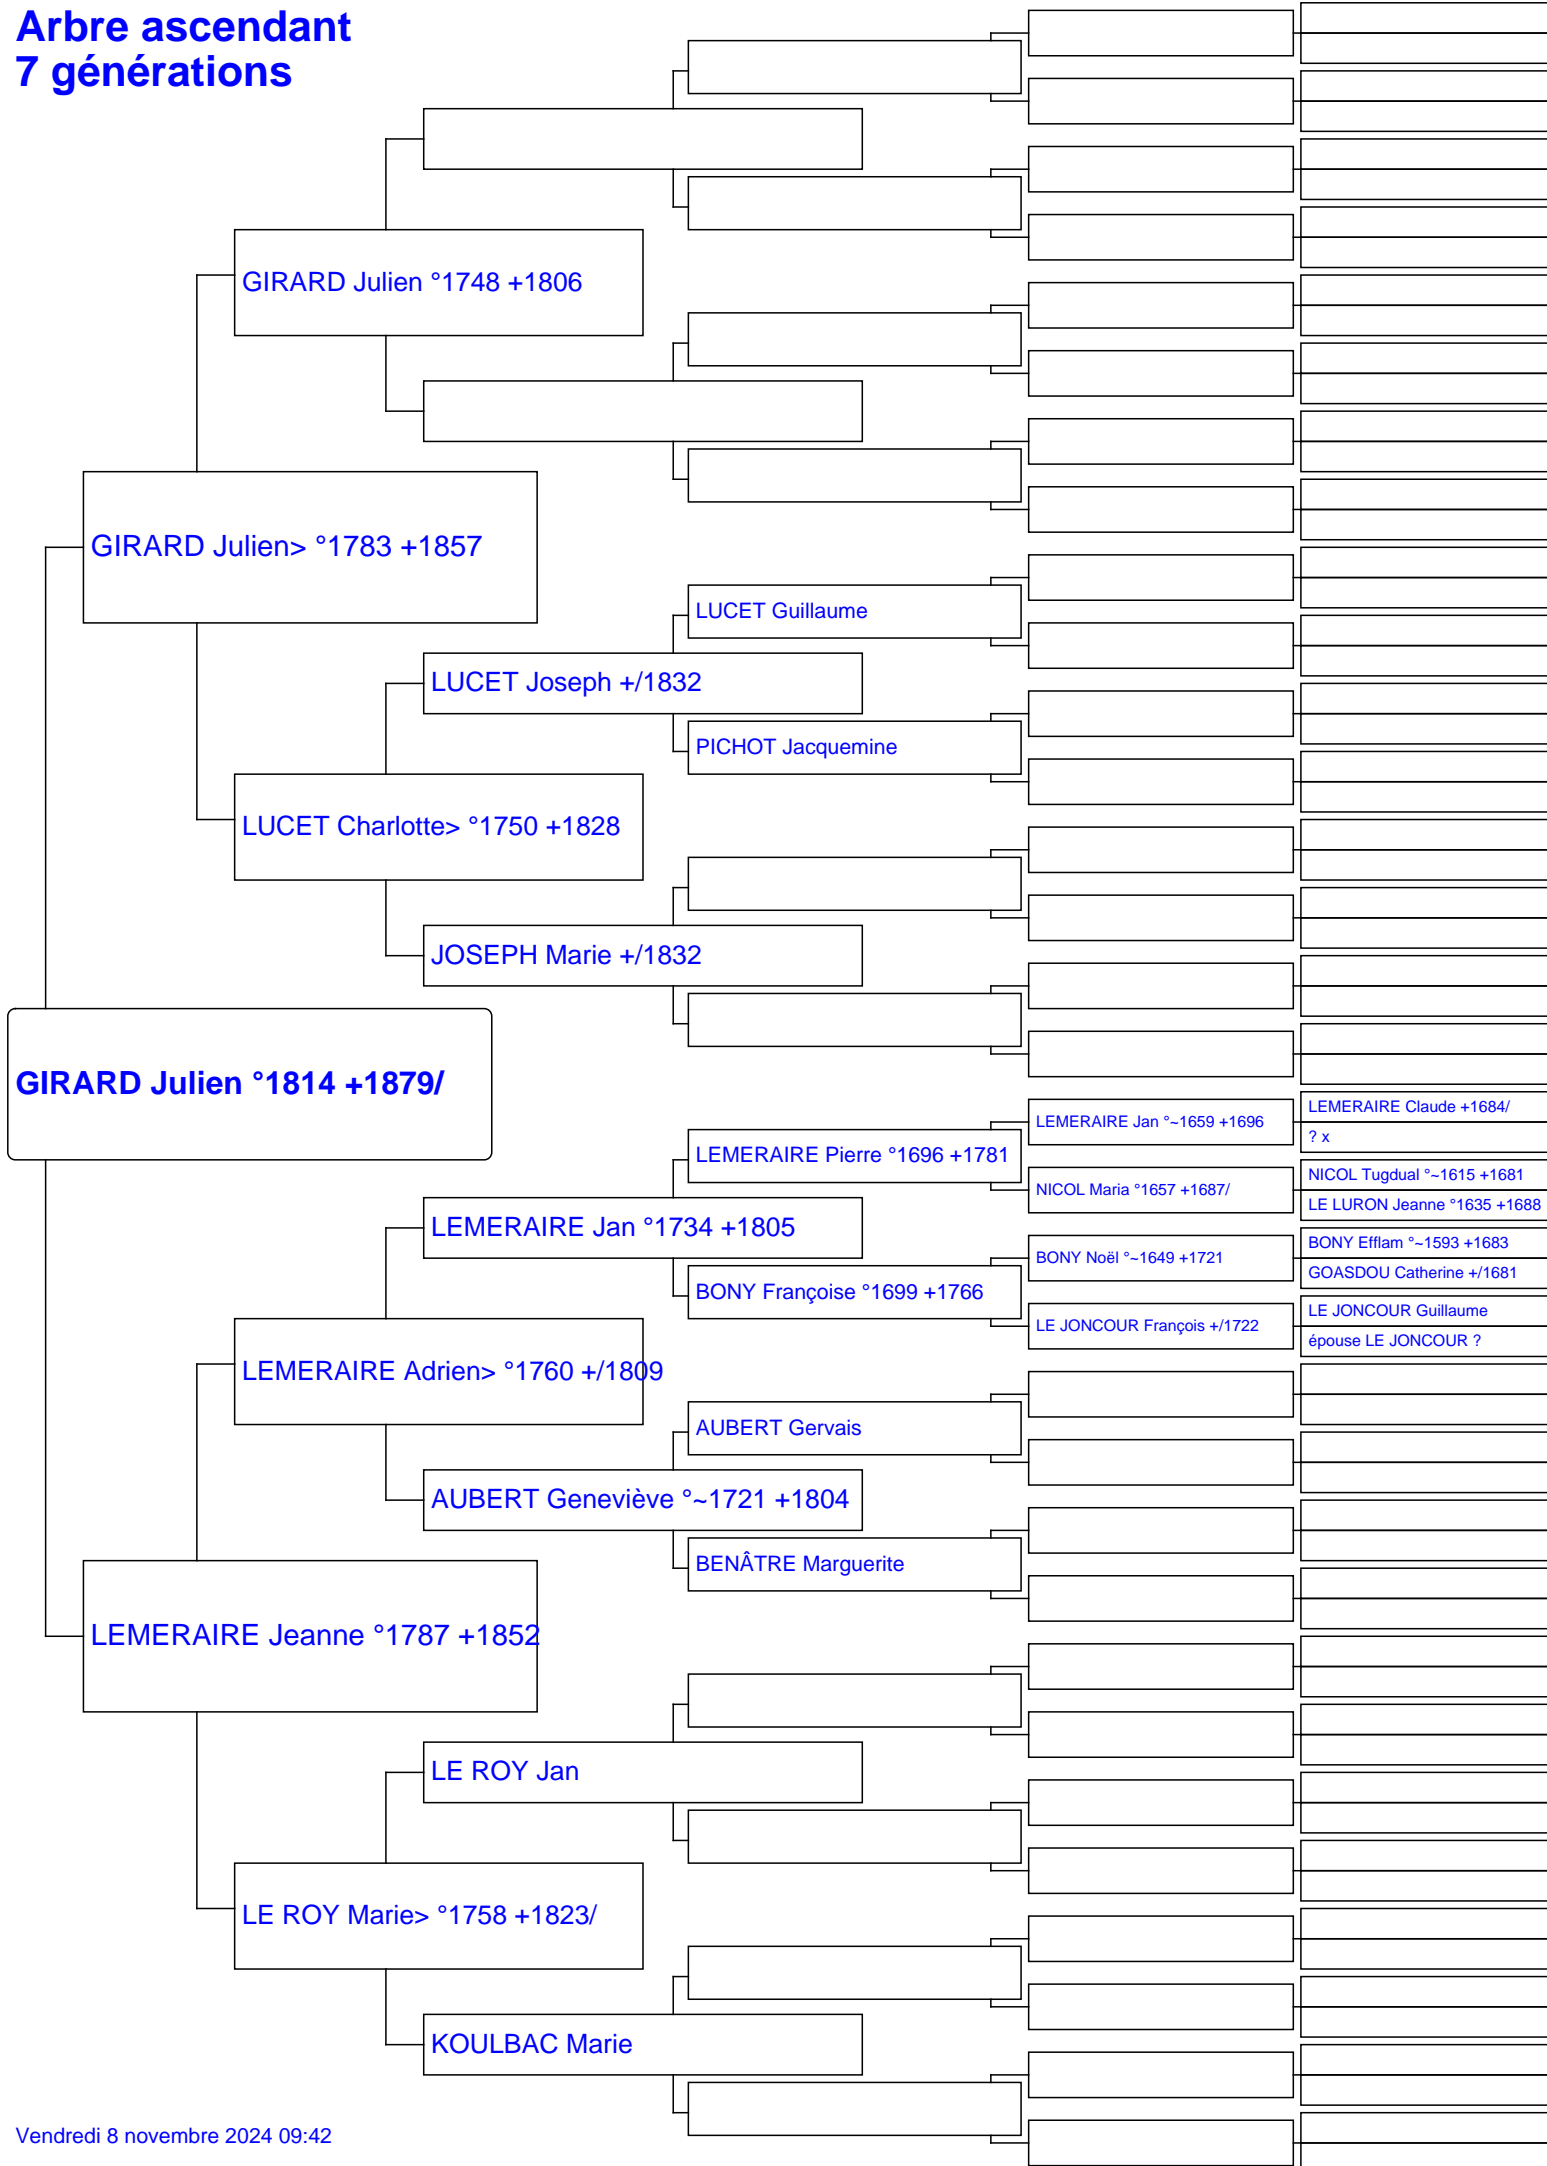 Arbre ascendant
7 générations
GIRARD Julien °1748 +1806
GIRARD Julien> °1783 +1857
LUCET Guillaume
LUCET Joseph +/1832
PICHOT Jacquemine
LUCET Charlotte> °1750 +1828
JOSEPH Marie +/1832
GIRARD Julien °1814 +1879/
LEMERAIRE Claude +1684/
LEMERAIRE Jan °~1659 +1696
? x
LEMERAIRE Pierre °1696 +1781
NICOL Tugdual °~1615 +1681
NICOL Maria °1657 +1687/
LE LURON Jeanne °1635 +1688
LEMERAIRE Jan °1734 +1805
BONY Efflam °~1593 +1683
BONY Noël °~1649 +1721
GOASDOU Catherine +/1681
BONY Françoise °1699 +1766
LE JONCOUR Guillaume
LE JONCOUR François +/1722
épouse LE JONCOUR ?
LEMERAIRE Adrien> °1760 +/1809
AUBERT Gervais
AUBERT Geneviève °~1721 +1804
BENÂTRE Marguerite
LEMERAIRE Jeanne °1787 +1852
LE ROY Jan
LE ROY Marie> °1758 +1823/
KOULBAC Marie
Vendredi 8 novembre 2024 09:42